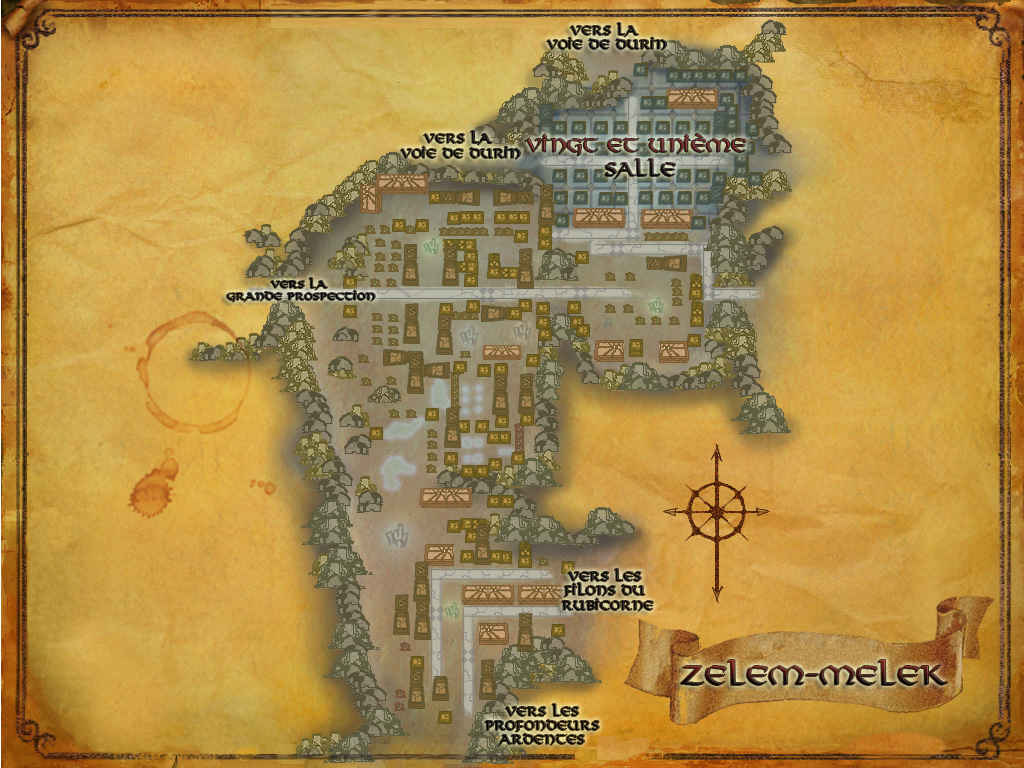 VERS LA
VOIE DE DURIN
VERS LA
VOIE DE DURIN
VINGT ET UNIÈME
SALLE
VERS LA
GRANDE PROSPECTION
VERS LES
FILONS DU
RUBICORNE
ZELEM-MELEK
VERS LES
PROFONDEURS
ARDENTES